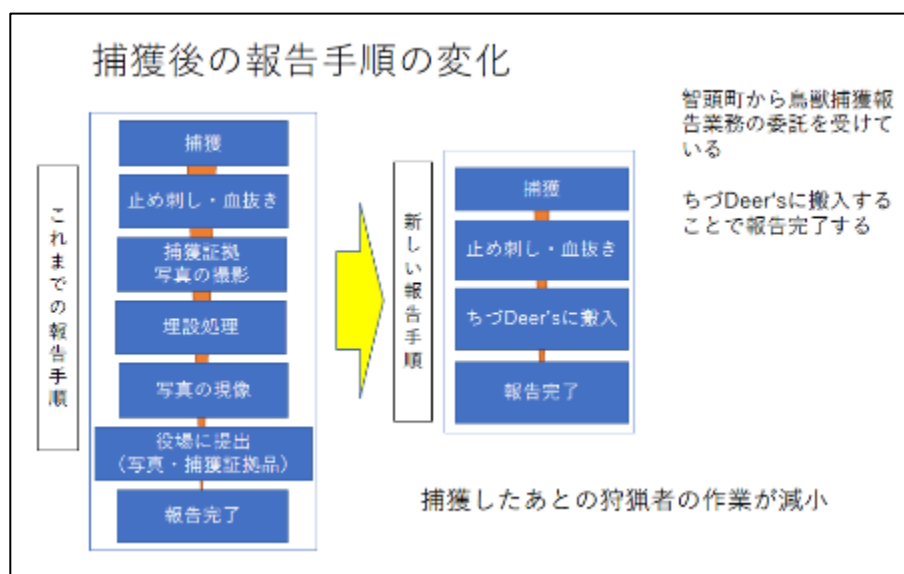 捕獲後の報告手順の変化
これまでの報告手順
捕獲
止め刺し・血抜き
捕獲証拠
写真の撮影
埋設処理
写真の現像
役場に提出
（写真・捕獲証拠品）
報告完了
新しい報告手順
捕獲
止め刺し・血抜き
ちづDeer'sに搬入
報告完了
智頭町から鳥獣捕獲報
告業務の委託を受けて
いる
ちづDeer'sに搬入する
ことで報告完了する
捕獲したあとの狩猟者の作業が減小